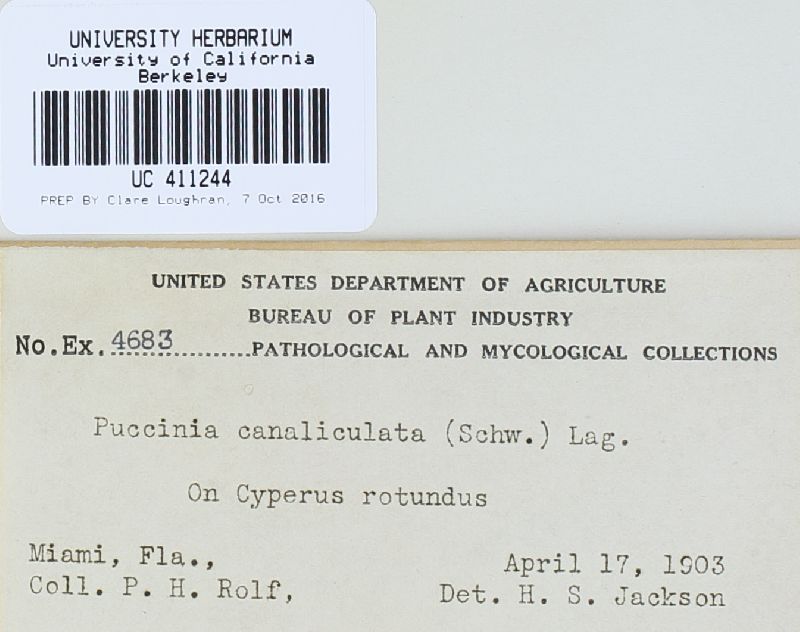 UNIVERSITY HERBARIUM
University of California
Berkeley
UC 411244
PREP BY Clare Loughran, 7 Oct 2016
UNITED STATES DEPARTMENT OF AGRICULTURE
BUREAU OF PLANT INDUSTRY
No.Ex. 4683 PATHOLOGICAL AND MYCOLOGICAL COLLECTIONS
Puccinia canaliculata (Schw.) Lag.
On Cyperus rotundus
Miami, Fla., April 17, 1903
Coll. P. H. Rolf, Det. H. S. Jackson